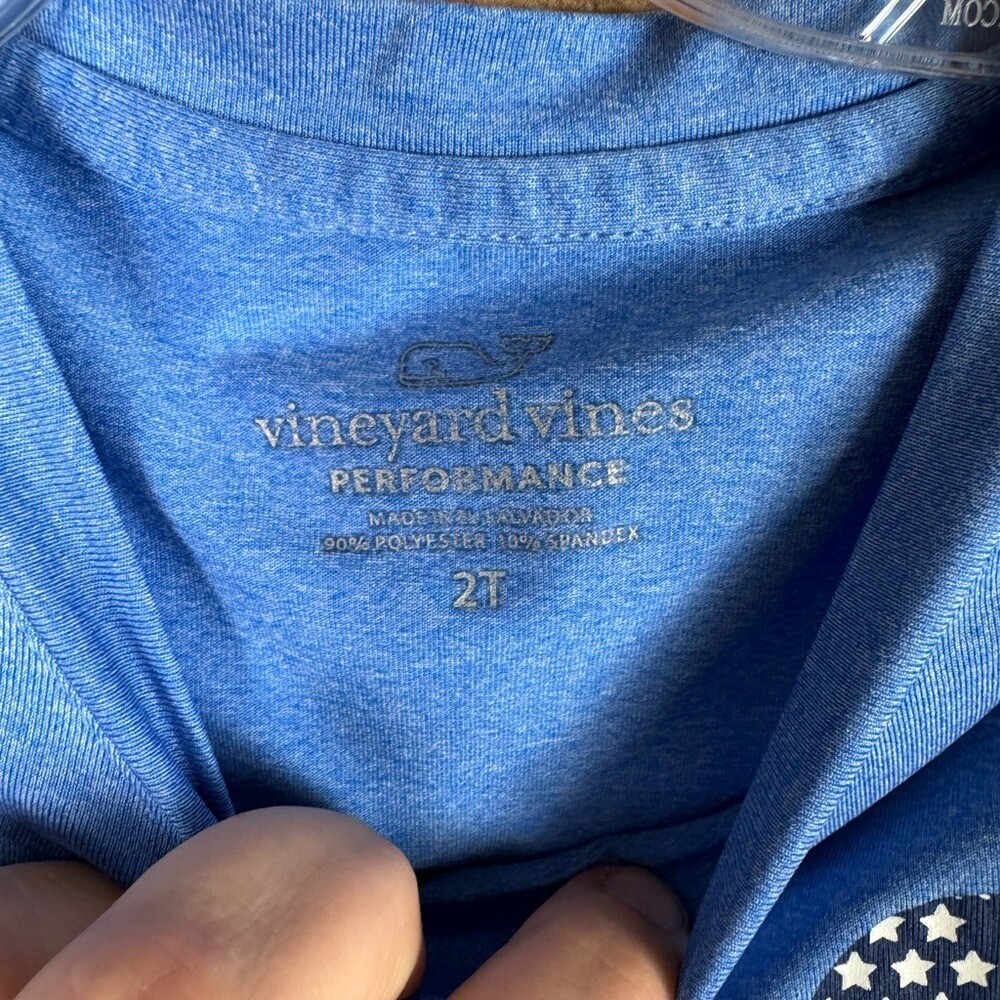 vineyard vines
PERFORMANCE
MADE IN EL SALVADOR
90% POLYESTER 10% SPANDEX
2T